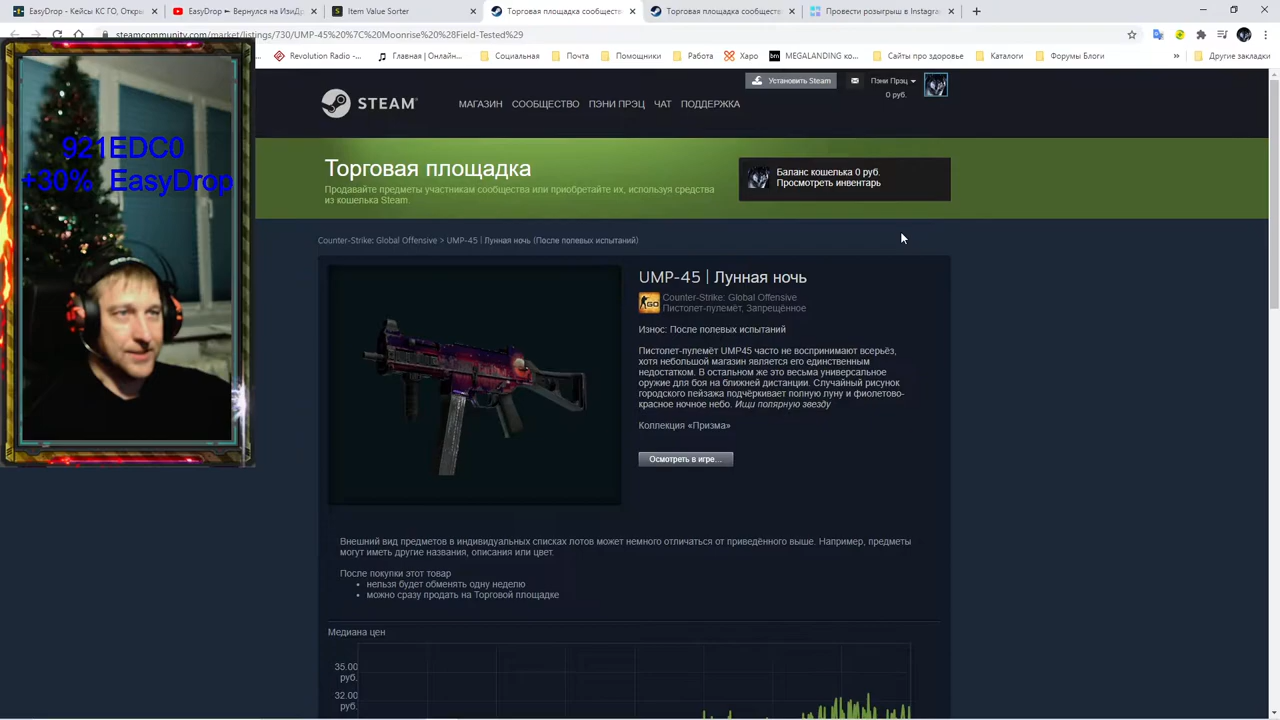 EasyDrop - Кейсы КС ГО, Откр
EasyDrop - Вернулся на ИзиД
Item Value Sorter
Торговая площадка сообществ
Торговая площадка сообществ
Провести розыгрыш в Instagra
steamcommunity.com/market/listings/730/UMP-45%20%7C%20Moonrise%20%28Field-Tested%29
Revolution Radio -...
Главная | Онлайн...
Социальная
Почта
Помощники
Работа
Харо
MEGALANDING ко...
Сайты про здоровье
Каталоги
Форумы Блоги
»
Другие закладки
Установить Steam
Пэни Прэц
0 руб.
STEAM
МАГАЗИН СООБЩЕСТВО ПЭНИ ПРЭЦ ЧАТ ПОДДЕРЖКА
921EDC0
+30% EasyDrop
Торговая площадка
Продавайте предметы участникам сообщества или приобретайте их, используя средства
из кошелька Steam.
Баланс кошелька 0 руб.
Просмотреть инвентарь
Counter-Strike: Global Offensive > UMP-45 | Лунная ночь (После полевых испытаний)
UMP-45 | Лунная ночь
GO
Counter-Strike: Global Offensive
Пистолет-пулемёт, Запрещённое
Износ: После полевых испытаний
Пистолет-пулемёт UMP45 часто не воспринимают всерьёз,
хотя небольшой магазин является его единственным
недостатком. В остальном же это весьма универсальное
оружие для боя на ближней дистанции. Случайный рисунок
городского пейзажа подчёркивает полную луну и фиолетово-
красное ночное небо. Ищи полярную звезду
Коллекция «Призма»
Осмотреть в игре...
Внешний вид предметов в индивидуальных списках лотов может немного отличаться от приведённого выше. Например, предметы
могут иметь другие названия, описания или цвет.
После покупки этот товар
• нельзя будет обменять одну неделю
• можно сразу продать на Торговой площадке
Медиана цен
35.00
руб.
32.00
руб.